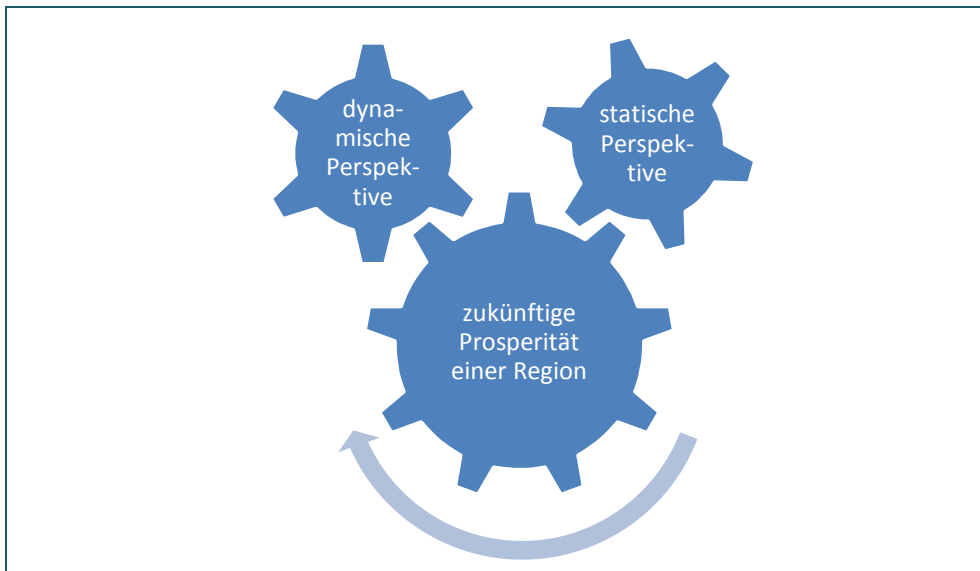 dyna-
mische
Perspek-
tive
statische
Perspek-
tive
zukünftige
Prosperität
einer Region